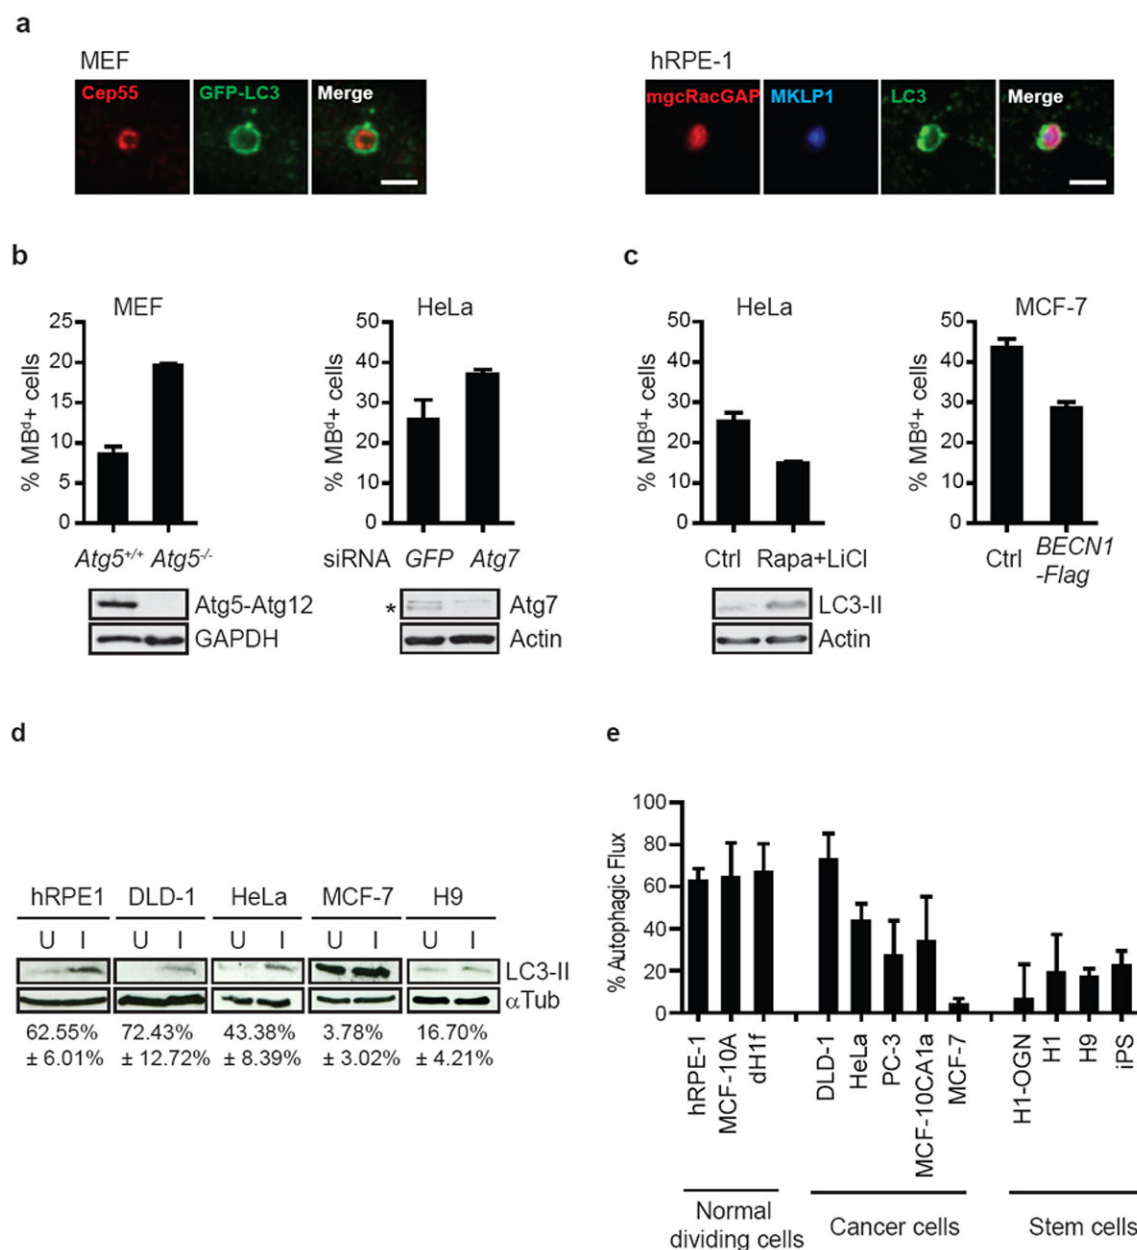 a
MEF
Cep55 GFP-LC3 Merge
hRPE-1
mgcRacGAP MKLP1 LC3 Merge
b
MEF
% MBᵈ+ cells
25
20
15
10
5
0
Atg5+/+ Atg5-/-
Atg5-Atg12
GAPDH
HeLa
% MBᵈ+ cells
50
40
30
20
10
0
siRNA GFP Atg7
* Atg7
Actin
c
HeLa
% MBᵈ+ cells
50
40
30
20
10
0
Ctrl Rapa+LiCl
LC3-II
Actin
MCF-7
% MBᵈ+ cells
50
40
30
20
10
0
Ctrl BECN1
-Flag
d
hRPE1 DLD-1 HeLa MCF-7 H9
U I U I U I U I U I
LC3-II
αTub
62.55% 72.43% 43.38% 3.78% 16.70%
± 6.01% ± 12.72% ± 8.39% ± 3.02% ± 4.21%
e
% Autophagic Flux
100
80
60
40
20
0
hRPE-1
MCF-10A
dH1f
DLD-1
HeLa
PC-3
MCF-10CA1a
MCF-7
H1-OGN
H1
H9
iPS
Normal
dividing cells
Cancer cells
Stem cells